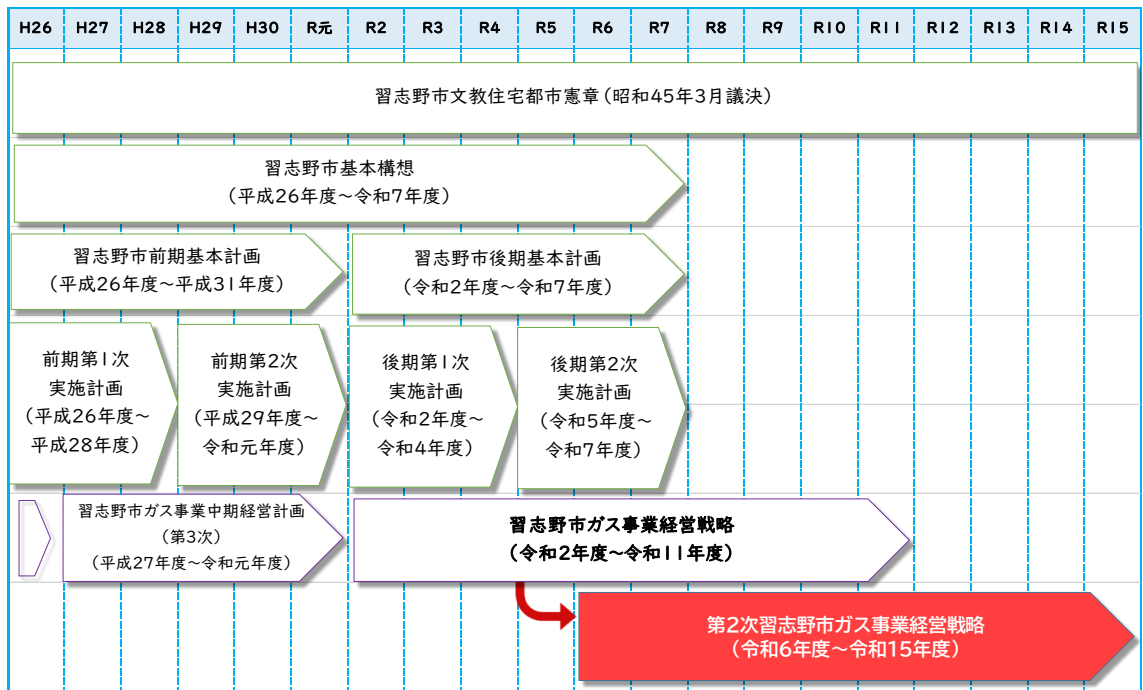 H26 H27 H28 H29 H30 R元 R2 R3 R4 R5 R6 R7 R8 R9 R10 R11 R12 R13 R14 R15
習志野市文教住宅都市憲章(昭和45年3月議決)
習志野市基本構想
(平成26年度~令和7年度)
習志野市前期基本計画
(平成26年度~平成31年度)
習志野市後期基本計画
(令和2年度~令和7年度)
前期第1次
実施計画
(平成26年度~
平成28年度)
前期第2次
実施計画
(平成29年度~
令和元年度)
後期第1次
実施計画
(令和2年度~
令和4年度)
後期第2次
実施計画
(令和5年度~
令和7年度)
習志野市ガス事業中期経営計画
(第3次)
(平成27年度~令和元年度)
習志野市ガス事業経営戦略
(令和2年度~令和11年度)
第2次習志野市ガス事業経営戦略
(令和6年度~令和15年度)